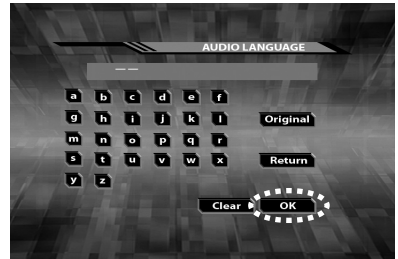 AUDIO LANGUAGE
_ _
a b c d e f
g h i j k l Original
m n o p q r
s t u v w x Return
y z
Clear OK